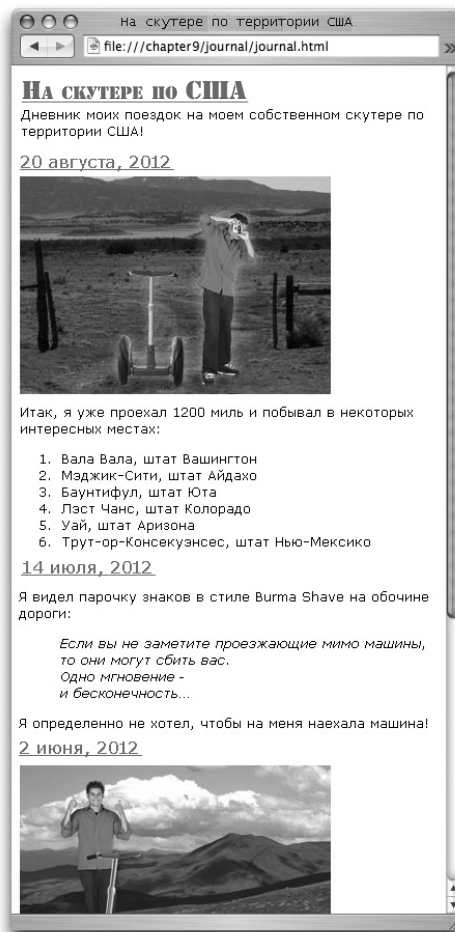 На скутере по территории США
file:///chapter9/journal/journal.html
На скутере по США
Дневник моих поездок на моем собственном скутере по
территории США!
20 августа, 2012
Итак, я уже проехал 1200 миль и побывал в некоторых
интересных местах:
1. Вала Вала, штат Вашингтон
2. Мэджик-Сити, штат Айдахо
3. Баунтифул, штат Юта
4. Лэст Чанс, штат Колорадо
5. Уай, штат Аризона
6. Трут-ор-Консекуэнсес, штат Нью-Мексико
14 июля, 2012
Я видел парочку знаков в стиле Burma Shave на обочине
дороги:
Если вы не заметите проезжающие мимо машины,
то они могут сбить вас.
Одно мгновение -
и бесконечность...
Я определенно не хотел, чтобы на меня наехала машина!
2 июня, 2012